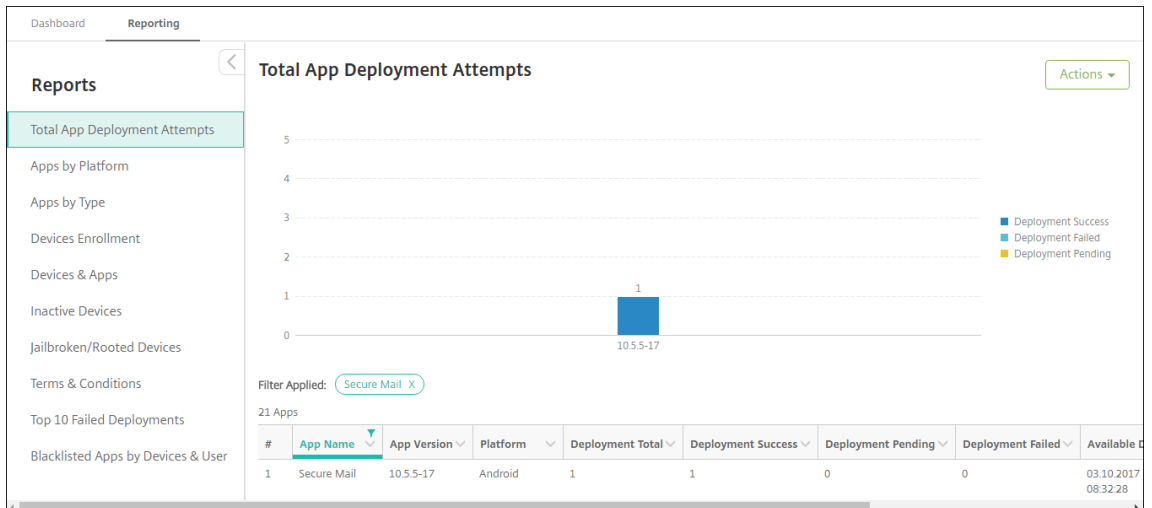 Dashboard Reporting
Reports
Total App Deployment Attempts
Apps by Platform
Apps by Type
Devices Enrollment
Devices & Apps
Inactive Devices
Jailbroken/Rooted Devices
Terms & Conditions
Top 10 Failed Deployments
Blacklisted Apps by Devices & User
Total App Deployment Attempts
Actions
5
4
3
2
1
0
1
10.5.5-17
Deployment Success
Deployment Failed
Deployment Pending
Filter Applied: Secure Mail X
21 Apps
# App Name App Version Platform Deployment Total Deployment Success Deployment Pending Deployment Failed Available D
1 Secure Mail 10.5.5-17 Android 1 1 0 0 03.10.2017
08:32:28